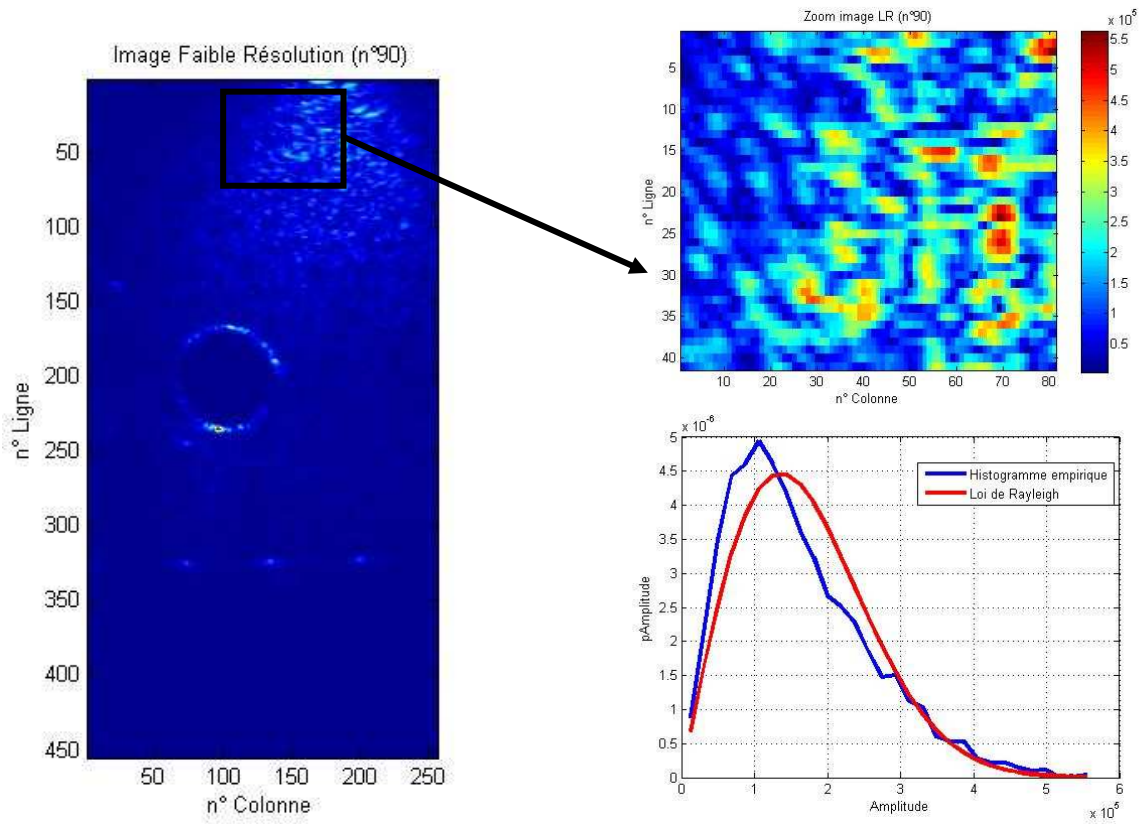 Image Faible Résolution (n°90)
50
100
150
200
250
300
350
400
450
n° Ligne
50 100 150 200 250
n° Colonne
Zoom image LR (n°90)
5
10
15
20
25
30
35
40
n° Ligne
10 20 30 40 50 60 70 80
n° Colonne
x 10⁵
5.5
5
4.5
4
3.5
3
2.5
2
1.5
1
0.5
x 10⁻⁶
5
4.5
4
3.5
3
2.5
2
1.5
1
0.5
0
pAmplitude
Histogramme empirique
Loi de Rayleigh
0 1 2 3 4 5 6
Amplitude
x 10⁵